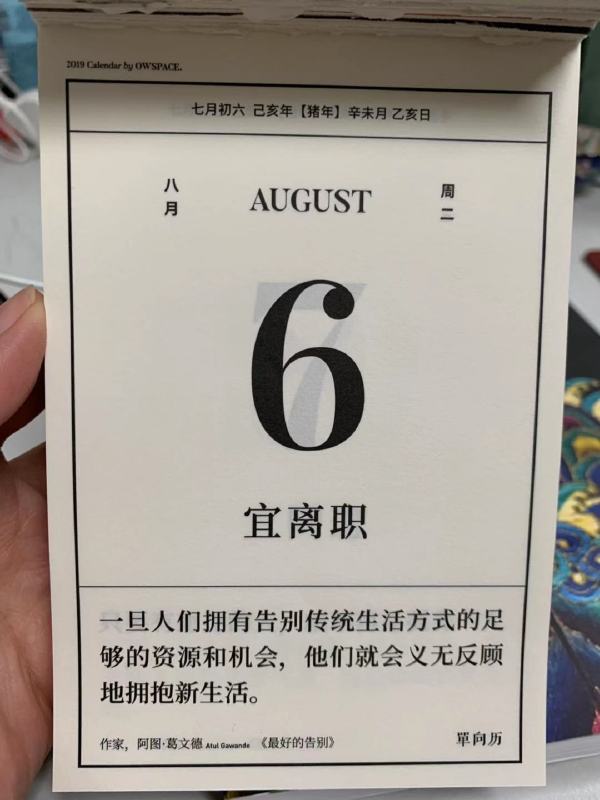 2019 Calendar by OWSPACE.
七月初六 己亥年【猪年】辛未月 乙亥日
八月
AUGUST
周二
6
7
宜离职
一旦人们拥有告别传统生活方式的足
够的资源和机会，他们就会义无反顾
地拥抱新生活。
作家，阿图·葛文德 Atul Gawande 《最好的告别》
單向历